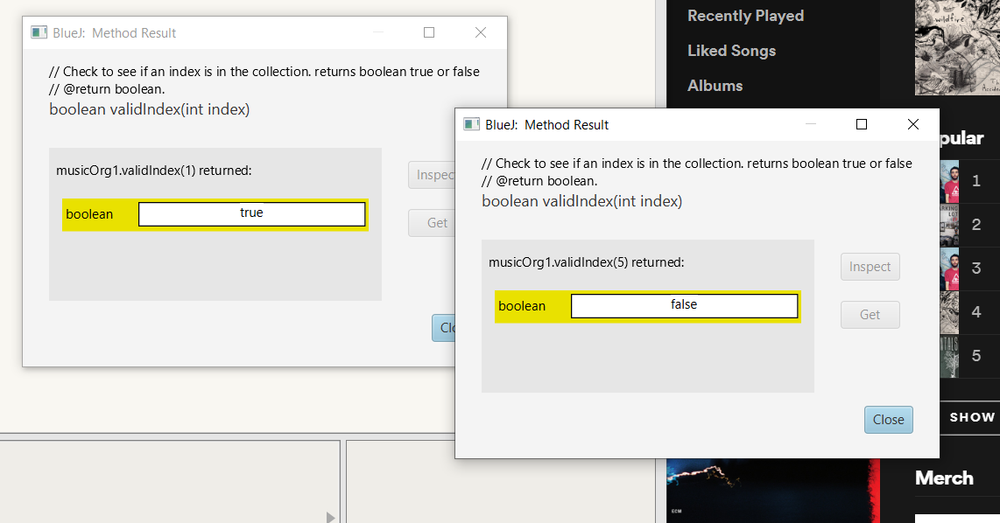 BlueJ: Method Result
// Check to see if an index is in the collection. returns boolean true or false
// @return boolean.
boolean validIndex(int index)
musicOrg1.validIndex(1) returned:
boolean
true
Inspec
Get
Clo
BlueJ: Method Result
// Check to see if an index is in the collection. returns boolean true or false
// @return boolean.
boolean validIndex(int index)
musicOrg1.validIndex(5) returned:
boolean
false
Inspect
Get
Close
Recently Played
Liked Songs
Albums
wildfire
pular
1
2
3
4
5
SHOW
Merch
ECM